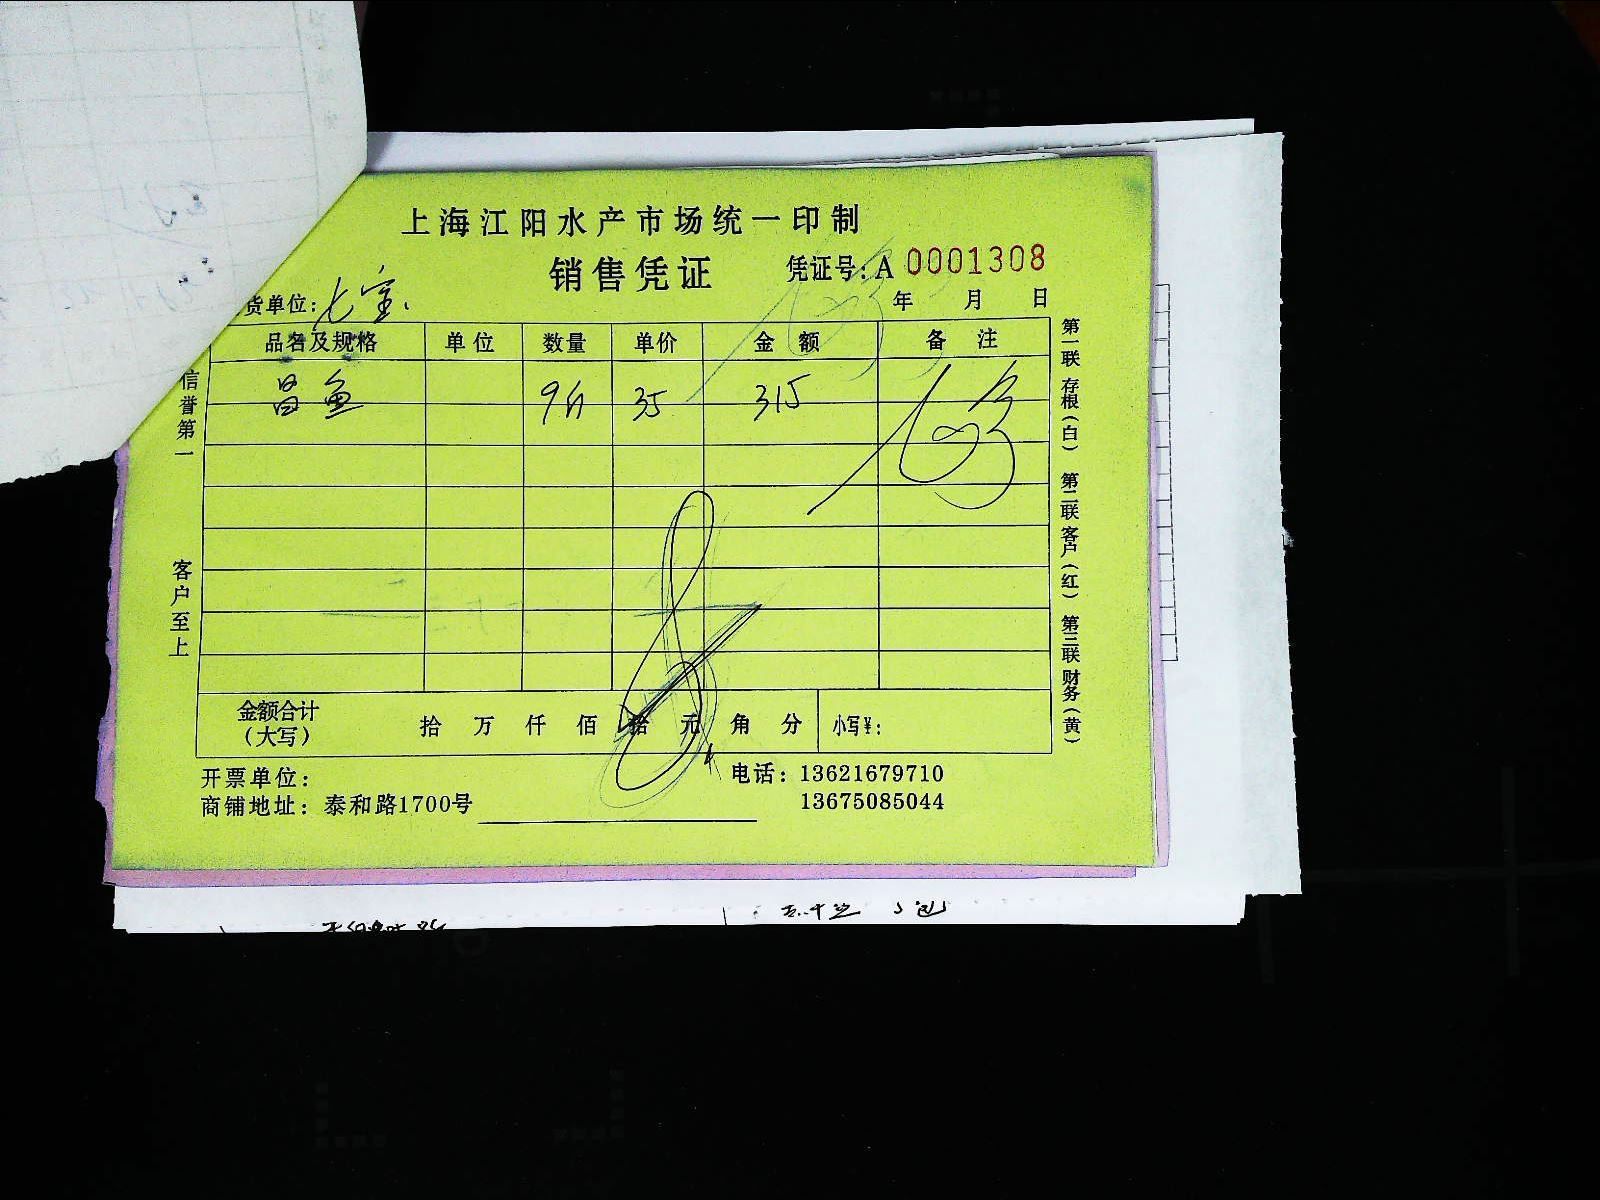 上海江阳水产市场统一印制
销售凭证
凭证号: A 0001308
货单位: 七宝
年 月 日
品名及规格 单位 数量 单价 金额 备注
昌鱼 9斤 35 315
金额合计(大写) 拾 万 仟 佰 拾 元 角 分 小写¥:
开票单位: 电话: 13621679710
商铺地址: 泰和路1700号 13675085044
信誉第一 客户至上
第一联 存根(白) 第二联 客户(红) 第三联 财务(黄)